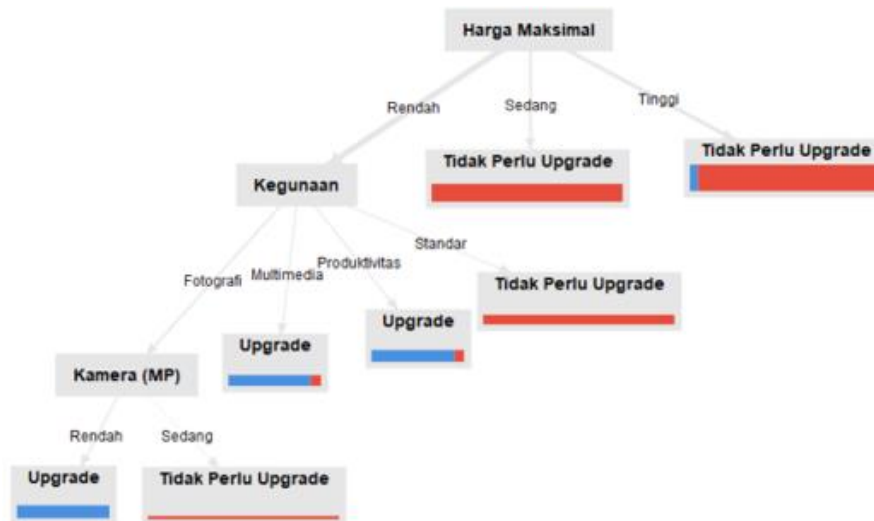 Harga Maksimal
Rendah
Sedang
Tinggi
Kegunaan
Tidak Perlu Upgrade
Tidak Perlu Upgrade
Fotografi
Multimedia
Produktivitas
Standar
Kamera (MP)
Upgrade
Upgrade
Tidak Perlu Upgrade
Rendah
Sedang
Upgrade
Tidak Perlu Upgrade